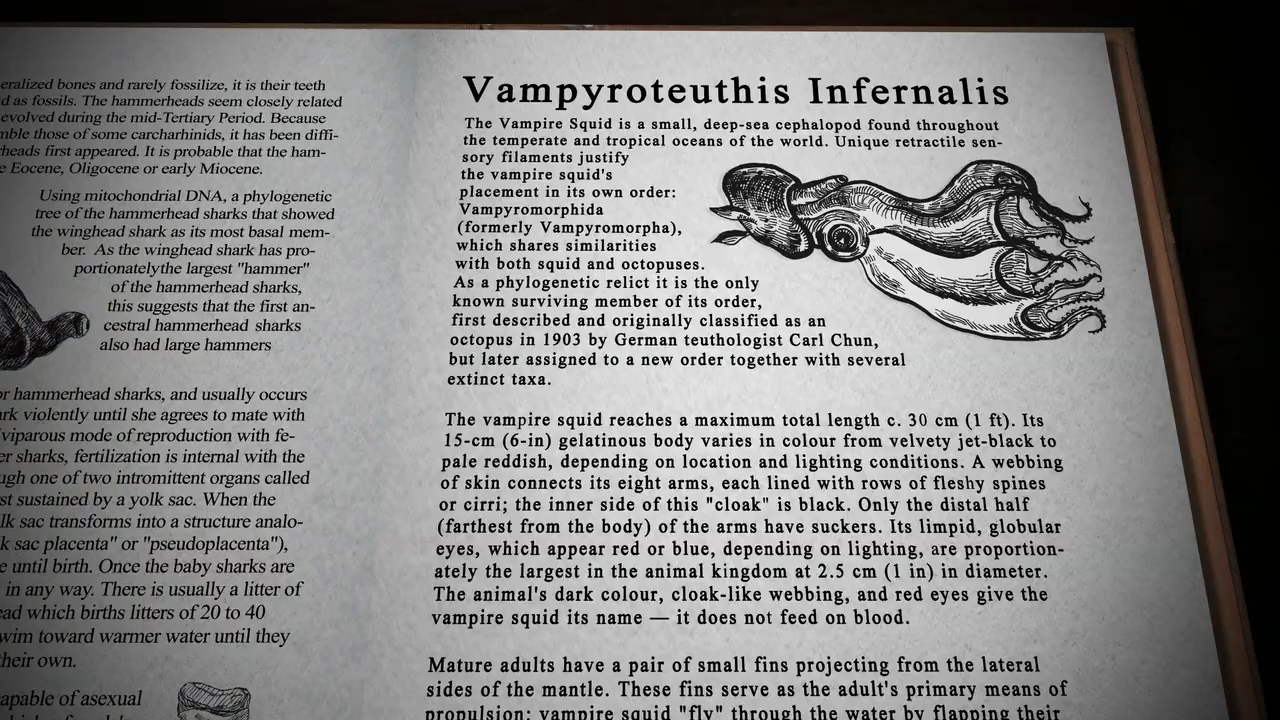 eralized bones and rarely fossilize, it is their teeth
d as fossils. The hammerheads seem closely related
evolved during the mid-Tertiary Period. Because
mble those of some carcharhinids, it has been diffi-
heads first appeared. It is probable that the ham-
e Eocene, Oligocene or early Miocene.
Using mitochondrial DNA, a phylogenetic
tree of the hammerhead sharks that showed
the winghead shark as its most basal mem-
ber. As the winghead shark has pro-
portionatelythe largest "hammer"
of the hammerhead sharks,
this suggests that the first an-
cestral hammerhead sharks
also had large hammers
or hammerhead sharks, and usually occurs
ark violently until she agrees to mate with
viparous mode of reproduction with fe-
er sharks, fertilization is internal with the
ugh one of two intromittent organs called
st sustained by a yolk sac. When the
lk sac transforms into a structure analo-
k sac placenta" or "pseudoplacenta"),
e until birth. Once the baby sharks are
in any way. There is usually a litter of
ead which births litters of 20 to 40
swim toward warmer water until they
their own.
apable of asexual
Vampyroteuthis Infernalis
The Vampire Squid is a small, deep-sea cephalopod found throughout
the temperate and tropical oceans of the world. Unique retractile sen-
sory filaments justify
the vampire squid's
placement in its own order:
Vampyromorphida
(formerly Vampyromorpha),
which shares similarities
with both squid and octopuses.
As a phylogenetic relict it is the only
known surviving member of its order,
first described and originally classified as an
octopus in 1903 by German teuthologist Carl Chun,
but later assigned to a new order together with several
extinct taxa.
The vampire squid reaches a maximum total length c. 30 cm (1 ft). Its
15-cm (6-in) gelatinous body varies in colour from velvety jet-black to
pale reddish, depending on location and lighting conditions. A webbing
of skin connects its eight arms, each lined with rows of fleshy spines
or cirri; the inner side of this "cloak" is black. Only the distal half
(farthest from the body) of the arms have suckers. Its limpid, globular
eyes, which appear red or blue, depending on lighting, are proportion-
ately the largest in the animal kingdom at 2.5 cm (1 in) in diameter.
The animal's dark colour, cloak-like webbing, and red eyes give the
vampire squid its name — it does not feed on blood.
Mature adults have a pair of small fins projecting from the lateral
sides of the mantle. These fins serve as the adult's primary means of
propulsion: vampire squid "fly" through the water by flapping their